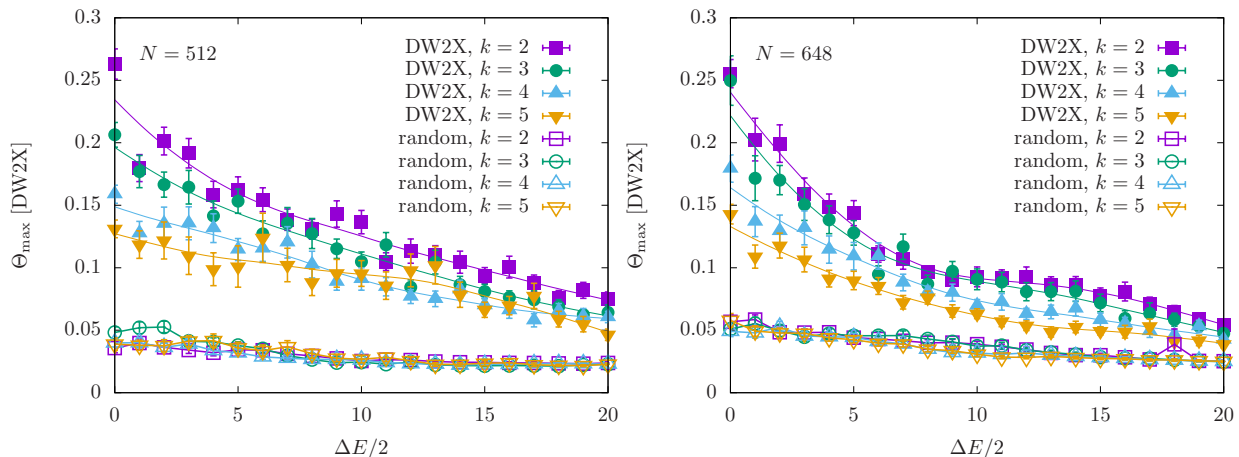 0.3
0.25
0.2
0.15
0.1
0.05
0
Θmax [DW2X]
N = 512
DW2X, k = 2
DW2X, k = 3
DW2X, k = 4
DW2X, k = 5
random, k = 2
random, k = 3
random, k = 4
random, k = 5
0 5 10 15 20
ΔE/2
0.3
0.25
0.2
0.15
0.1
0.05
0
Θmax [DW2X]
N = 648
DW2X, k = 2
DW2X, k = 3
DW2X, k = 4
DW2X, k = 5
random, k = 2
random, k = 3
random, k = 4
random, k = 5
0 5 10 15 20
ΔE/2